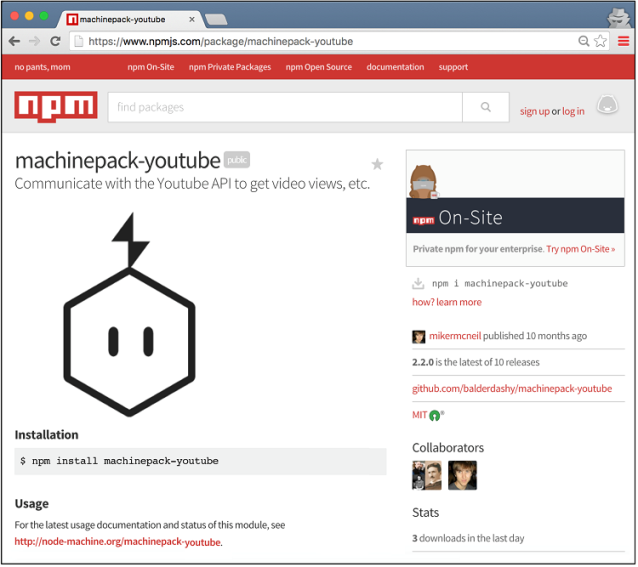 machinepack-youtube
https://www.npmjs.com/package/machinepack-youtube
no pants, mom npm On-Site npm Private Packages npm Open Source documentation support
npm find packages sign up or log in
machinepack-youtube public
Communicate with the Youtube API to get video views, etc.
npm On-Site
Private npm for your enterprise. Try npm On-Site »
npm i machinepack-youtube
how? learn more
mikermcneil published 10 months ago
2.2.0 is the latest of 10 releases
github.com/balderdashy/machinepack-youtube
MIT
Installation
$ npm install machinepack-youtube
Usage
For the latest usage documentation and status of this module, see
http://node-machine.org/machinepack-youtube.
Collaborators
Stats
3 downloads in the last day